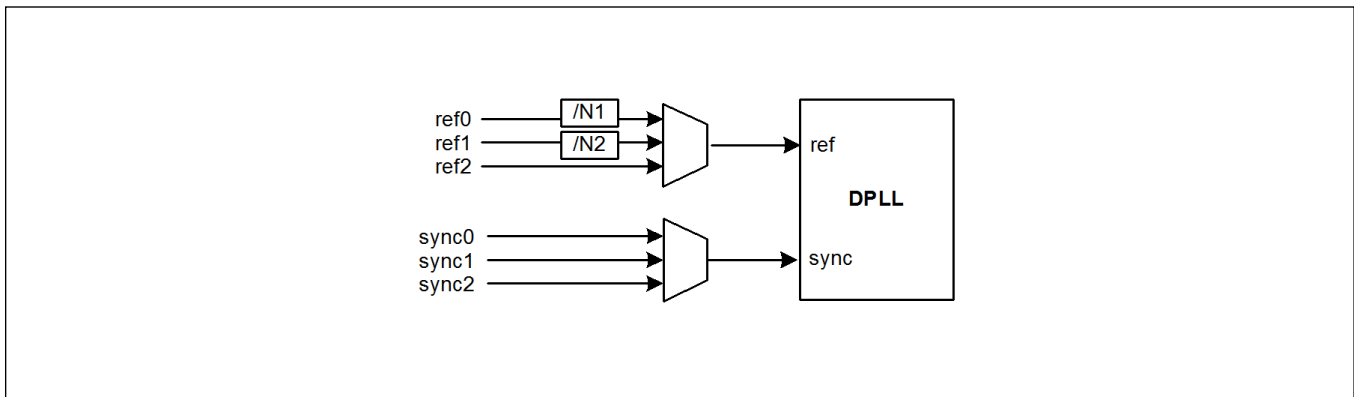 ref0
/N1
ref1
/N2
ref2
ref
DPLL
sync0
sync1
sync2
sync